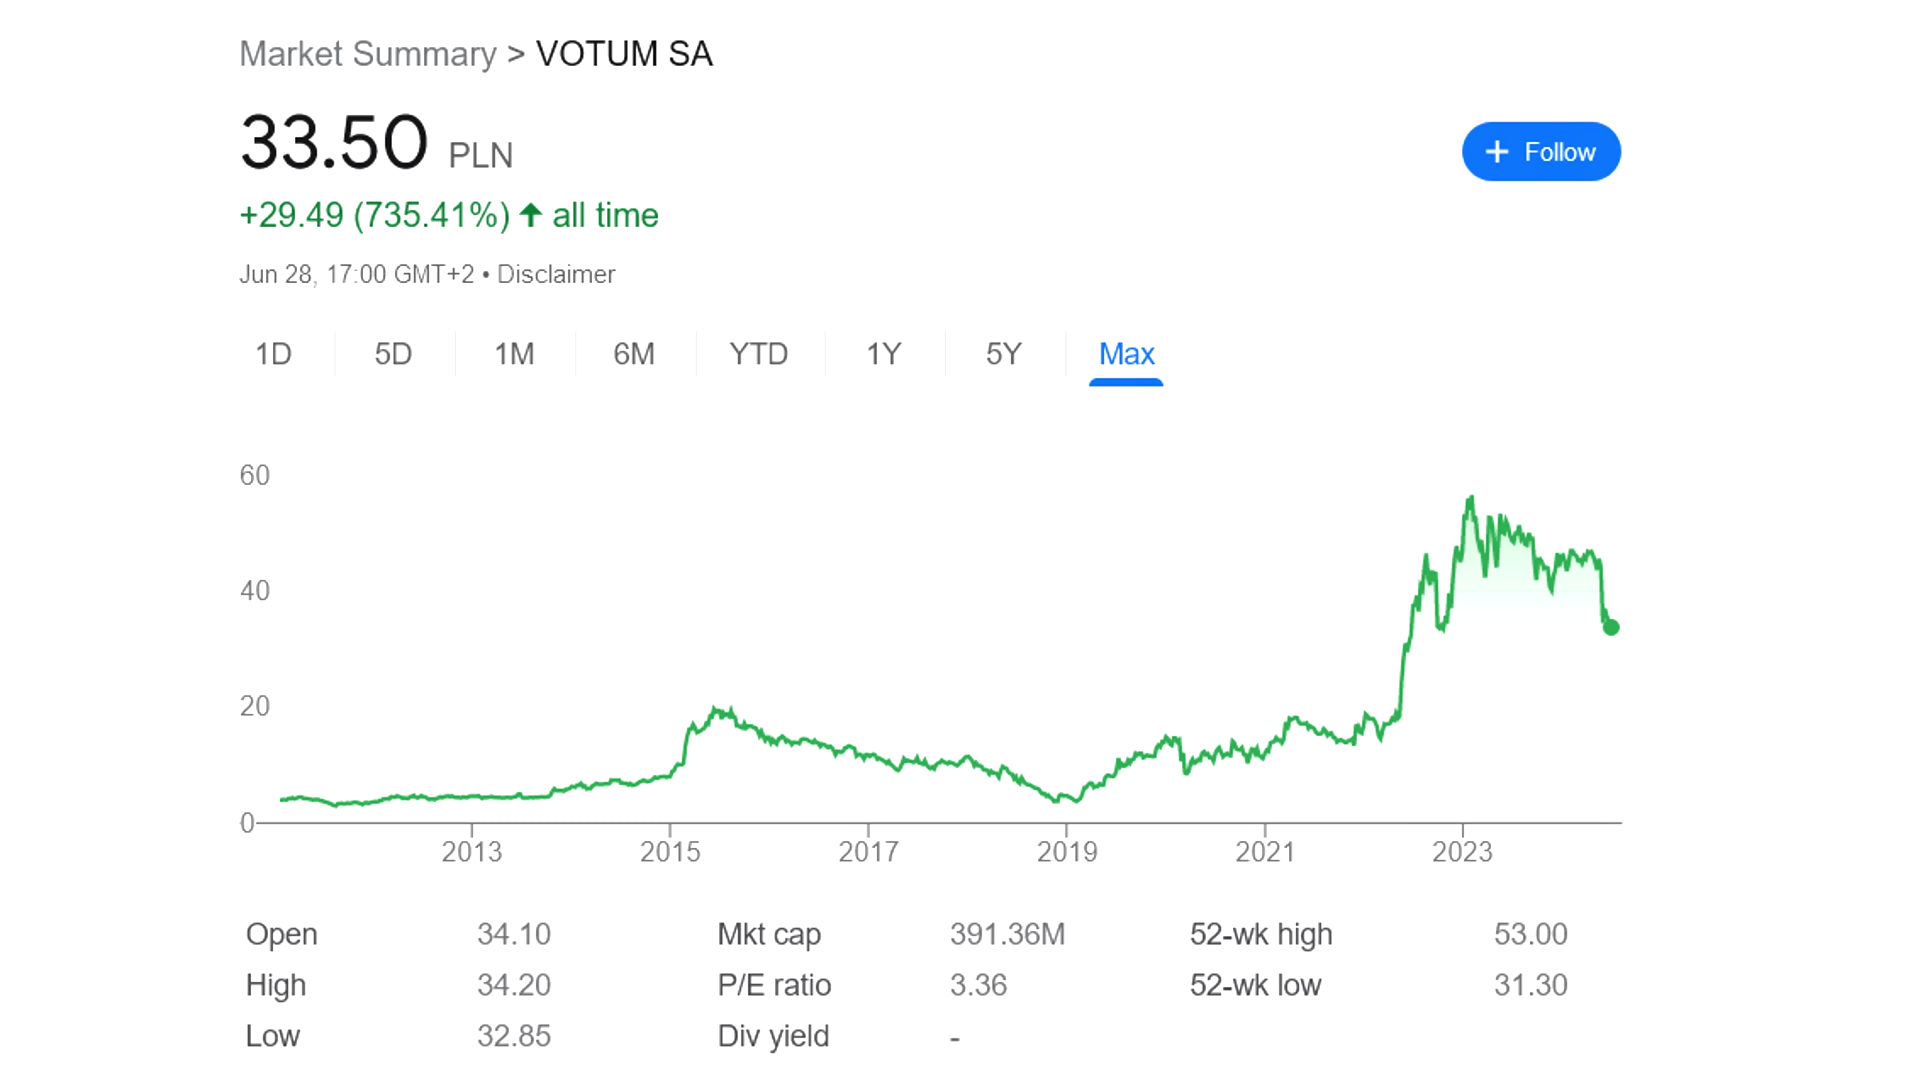 Market Summary > VOTUM SA
33.50 PLN
+ Follow
+29.49 (735.41%) ↑ all time
Jun 28, 17:00 GMT+2 • Disclaimer
1D 5D 1M 6M YTD 1Y 5Y Max
60
40
20
0
2013 2015 2017 2019 2021 2023
Open 34.10 Mkt cap 391.36M 52-wk high 53.00
High 34.20 P/E ratio 3.36 52-wk low 31.30
Low 32.85 Div yield -